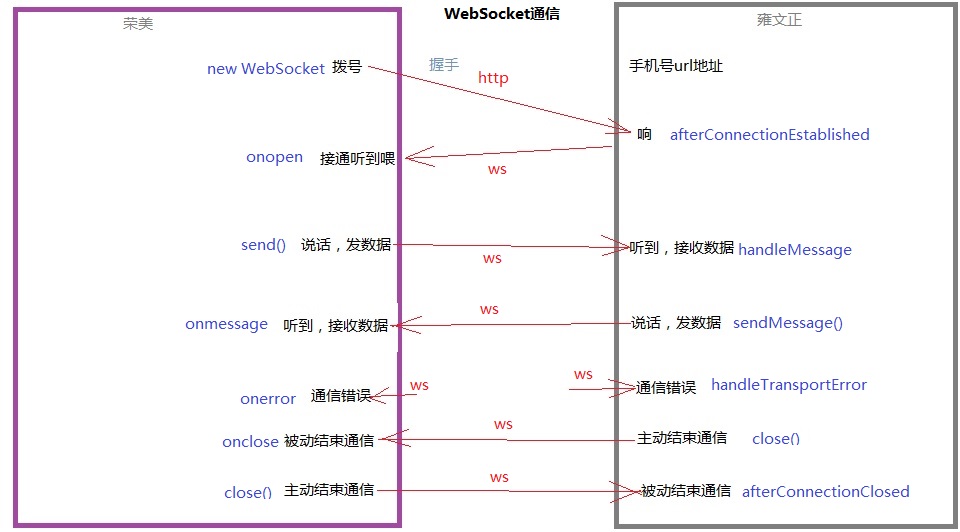 WebSocket通信
荣美
雍文正
new WebSocket 拨号
握手
http
手机号url地址
响 afterConnectionEstablished
onopen 接通听到喂
ws
send() 说话，发数据
ws
听到，接收数据 handleMessage
onmessage 听到，接收数据
ws
说话，发数据 sendMessage()
onerror 通信错误
ws
ws
通信错误 handleTransportError
onclose 被动结束通信
ws
主动结束通信 close()
close() 主动结束通信
ws
被动结束通信 afterConnectionClosed